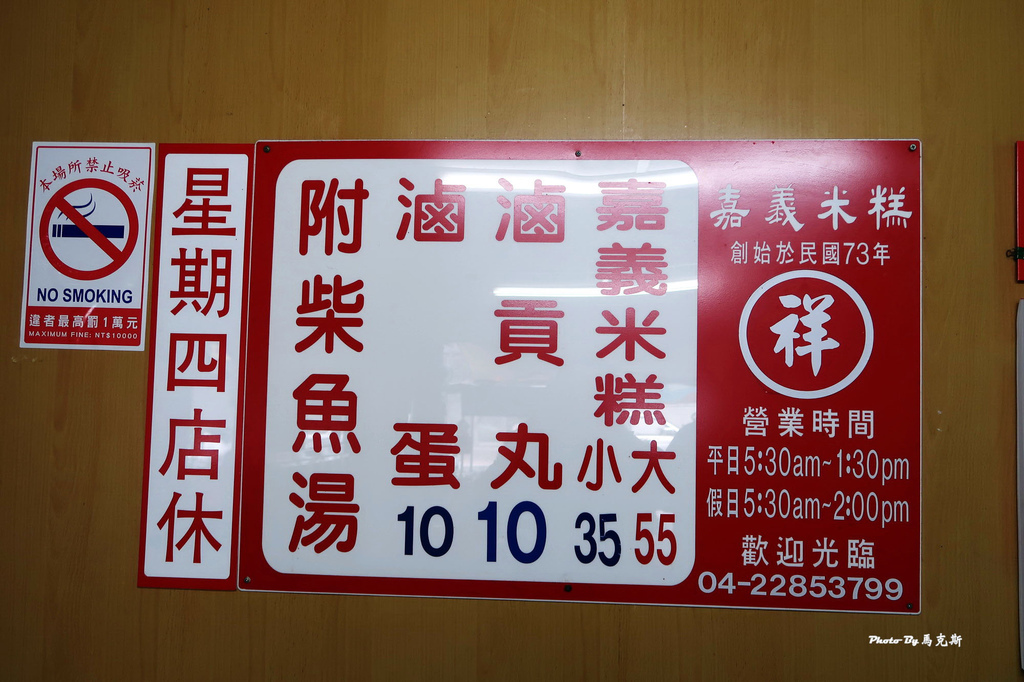 本場所禁止吸菸
NO SMOKING
違者最高罰1萬元
MAXIMUM FINE: NT$10000
星期四店休
嘉義米糕
創始於民國73年
祥
營業時間
平日5:30am~1:30pm
假日5:30am~2:00pm
歡迎光臨
04-22853799
嘉義米糕 大 55
小 35
滷貢丸 10
滷蛋 10
附柴魚湯
Photo By 馬克斯